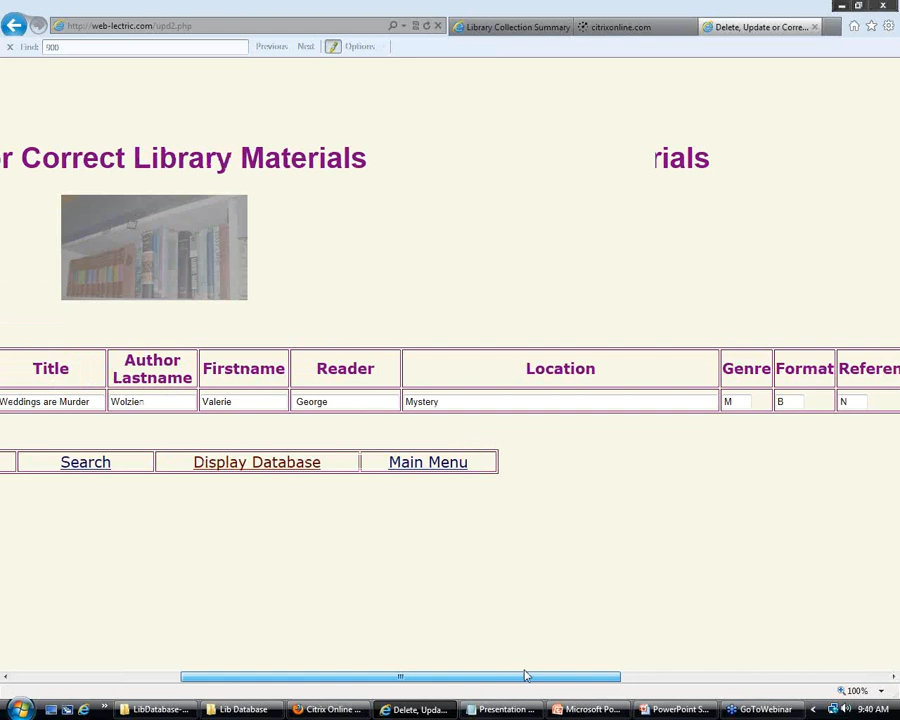 http://web-lectric.com/upd2.php
Library Collection Summary
citrixonline.com
Delete, Update or Corre...
Find: 900
Previous Next Options
r Correct Library Materials
rials
Title Author Lastname Firstname Reader Location Genre Format Referen
Weddings are Murder Wolzien Valerie George Mystery M B N
Search Display Database Main Menu
100%
LibDatabase-... Lib Database Citrix Online ... Delete, Upda... Presentation ... Microsoft Po... PowerPoint S... GoToWebinar 9:40 AM